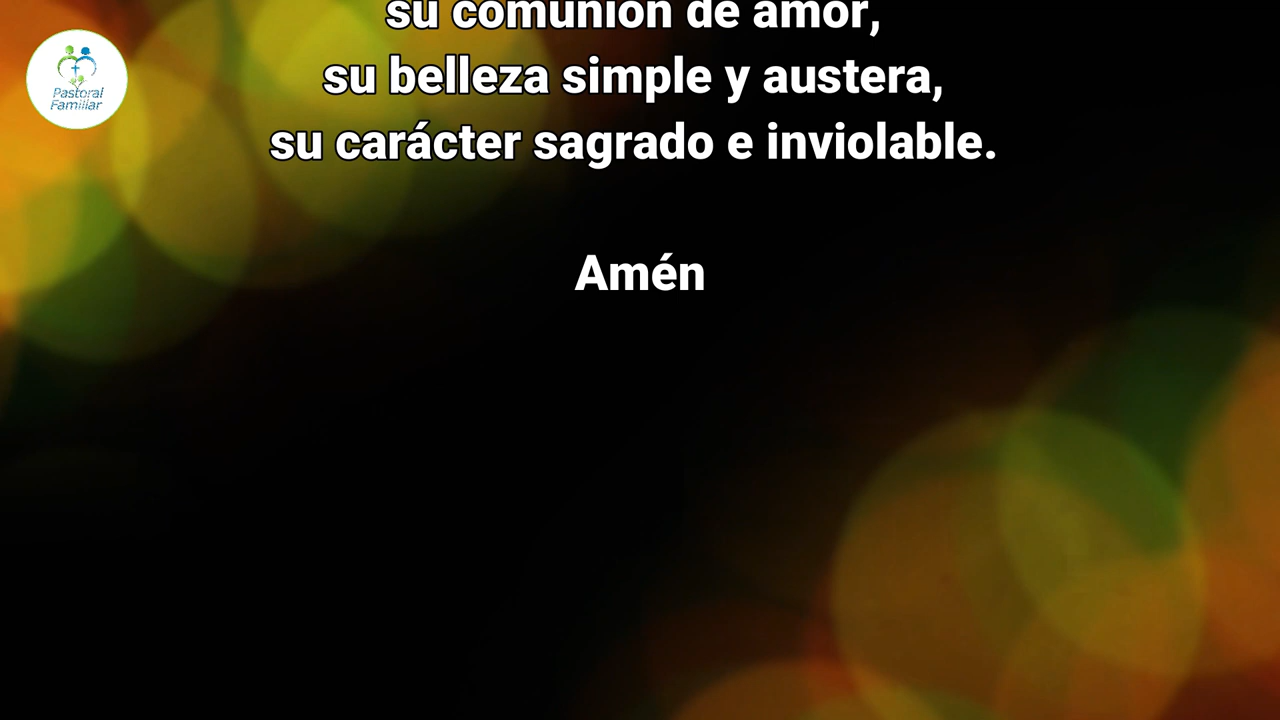 su comunión de amor,
Pastoral
Familiar
su belleza simple y austera,
su carácter sagrado e inviolable.
Amén